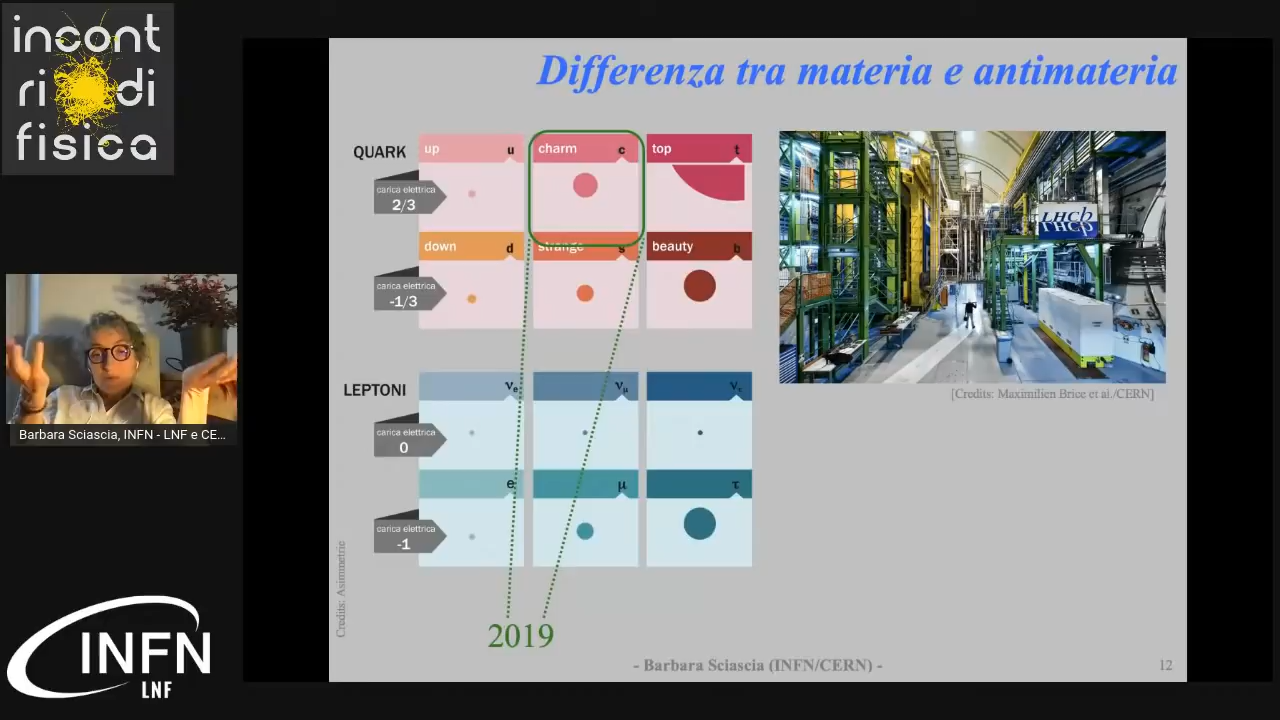 incont
ri di
fisica
Differenza tra materia e antimateria
QUARK
up u
charm c
top t
carica elettrica
2/3
down d
strange s
beauty b
carica elettrica
-1/3
LHCb
LHCb
[Credits: Maximilien Brice et al./CERN]
LEPTONI
νe
νμ
ντ
carica elettrica
0
e
μ
τ
carica elettrica
-1
Credits: Asimmetrie
2019
- Barbara Sciascia (INFN/CERN) -
12
Barbara Sciascia, INFN - LNF e CE...
INFN
LNF